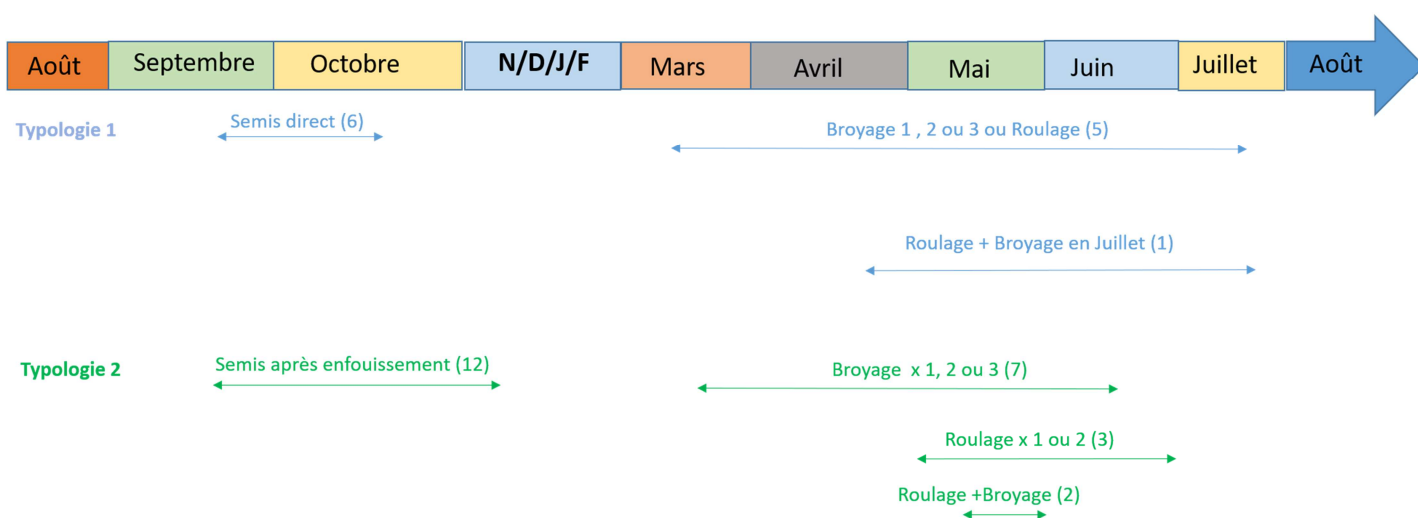 Août Septembre Octobre N/D/J/F Mars Avril Mai Juin Juillet Août
Typologie 1
Semis direct (6)
Broyage 1 , 2 ou 3 ou Roulage (5)
Roulage + Broyage en Juillet (1)
Typologie 2
Semis après enfouissement (12)
Broyage x 1, 2 ou 3 (7)
Roulage x 1 ou 2 (3)
Roulage +Broyage (2)